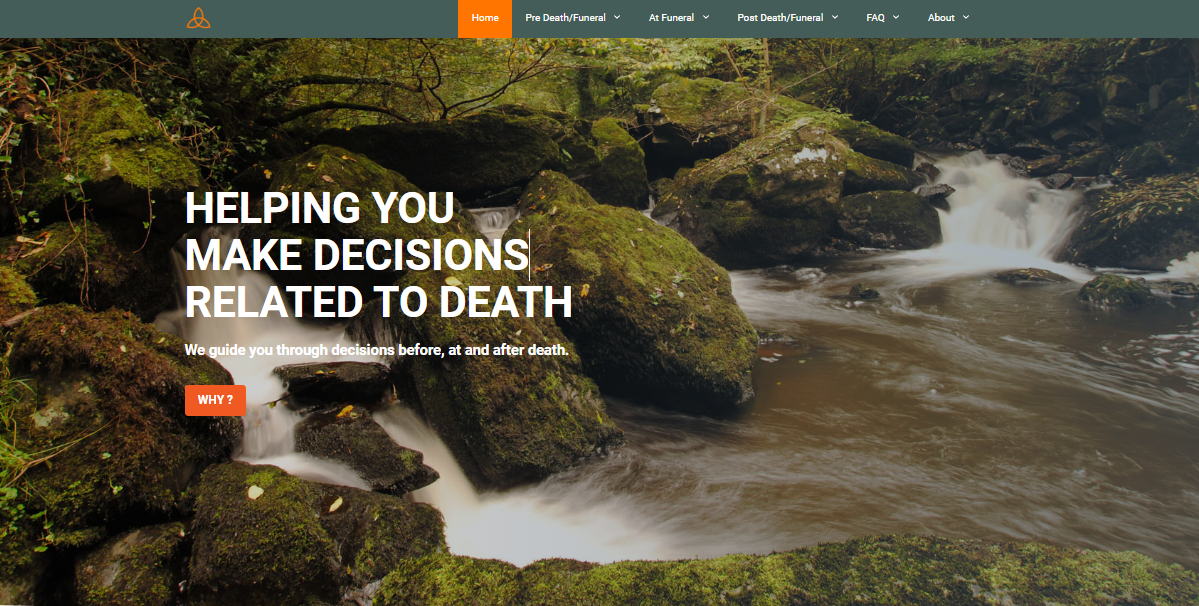 Home
Pre Death/Funeral
At Funeral
Post Death/Funeral
FAQ
About
HELPING YOU
MAKE DECISIONS
RELATED TO DEATH
We guide you through decisions before, at and after death.
WHY ?